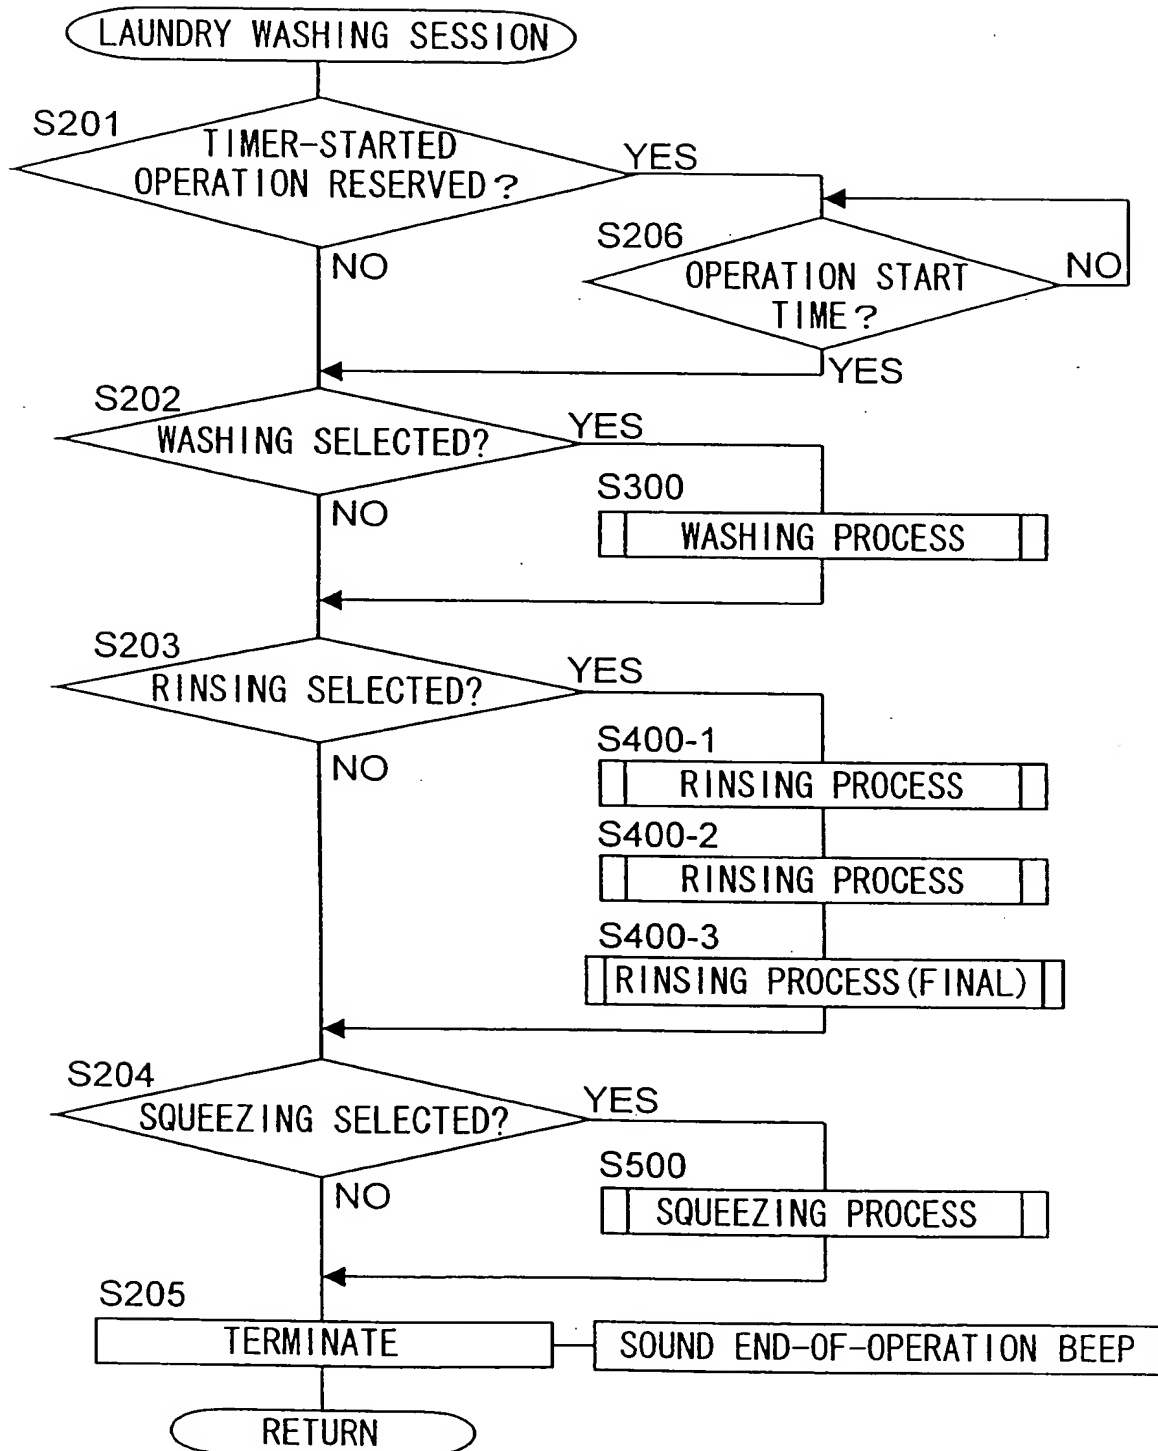 LAUNDRY WASHING SESSION
S201
TIMER-STARTED
OPERATION RESERVED?
YES
NO
S206
OPERATION START
TIME?
NO
YES
S202
WASHING SELECTED?
YES
NO
S300
WASHING PROCESS
S203
RINSING SELECTED?
YES
NO
S400-1
RINSING PROCESS
S400-2
RINSING PROCESS
S400-3
RINSING PROCESS(FINAL)
S204
SQUEEZING SELECTED?
YES
NO
S500
SQUEEZING PROCESS
S205
TERMINATE
SOUND END-OF-OPERATION BEEP
RETURN